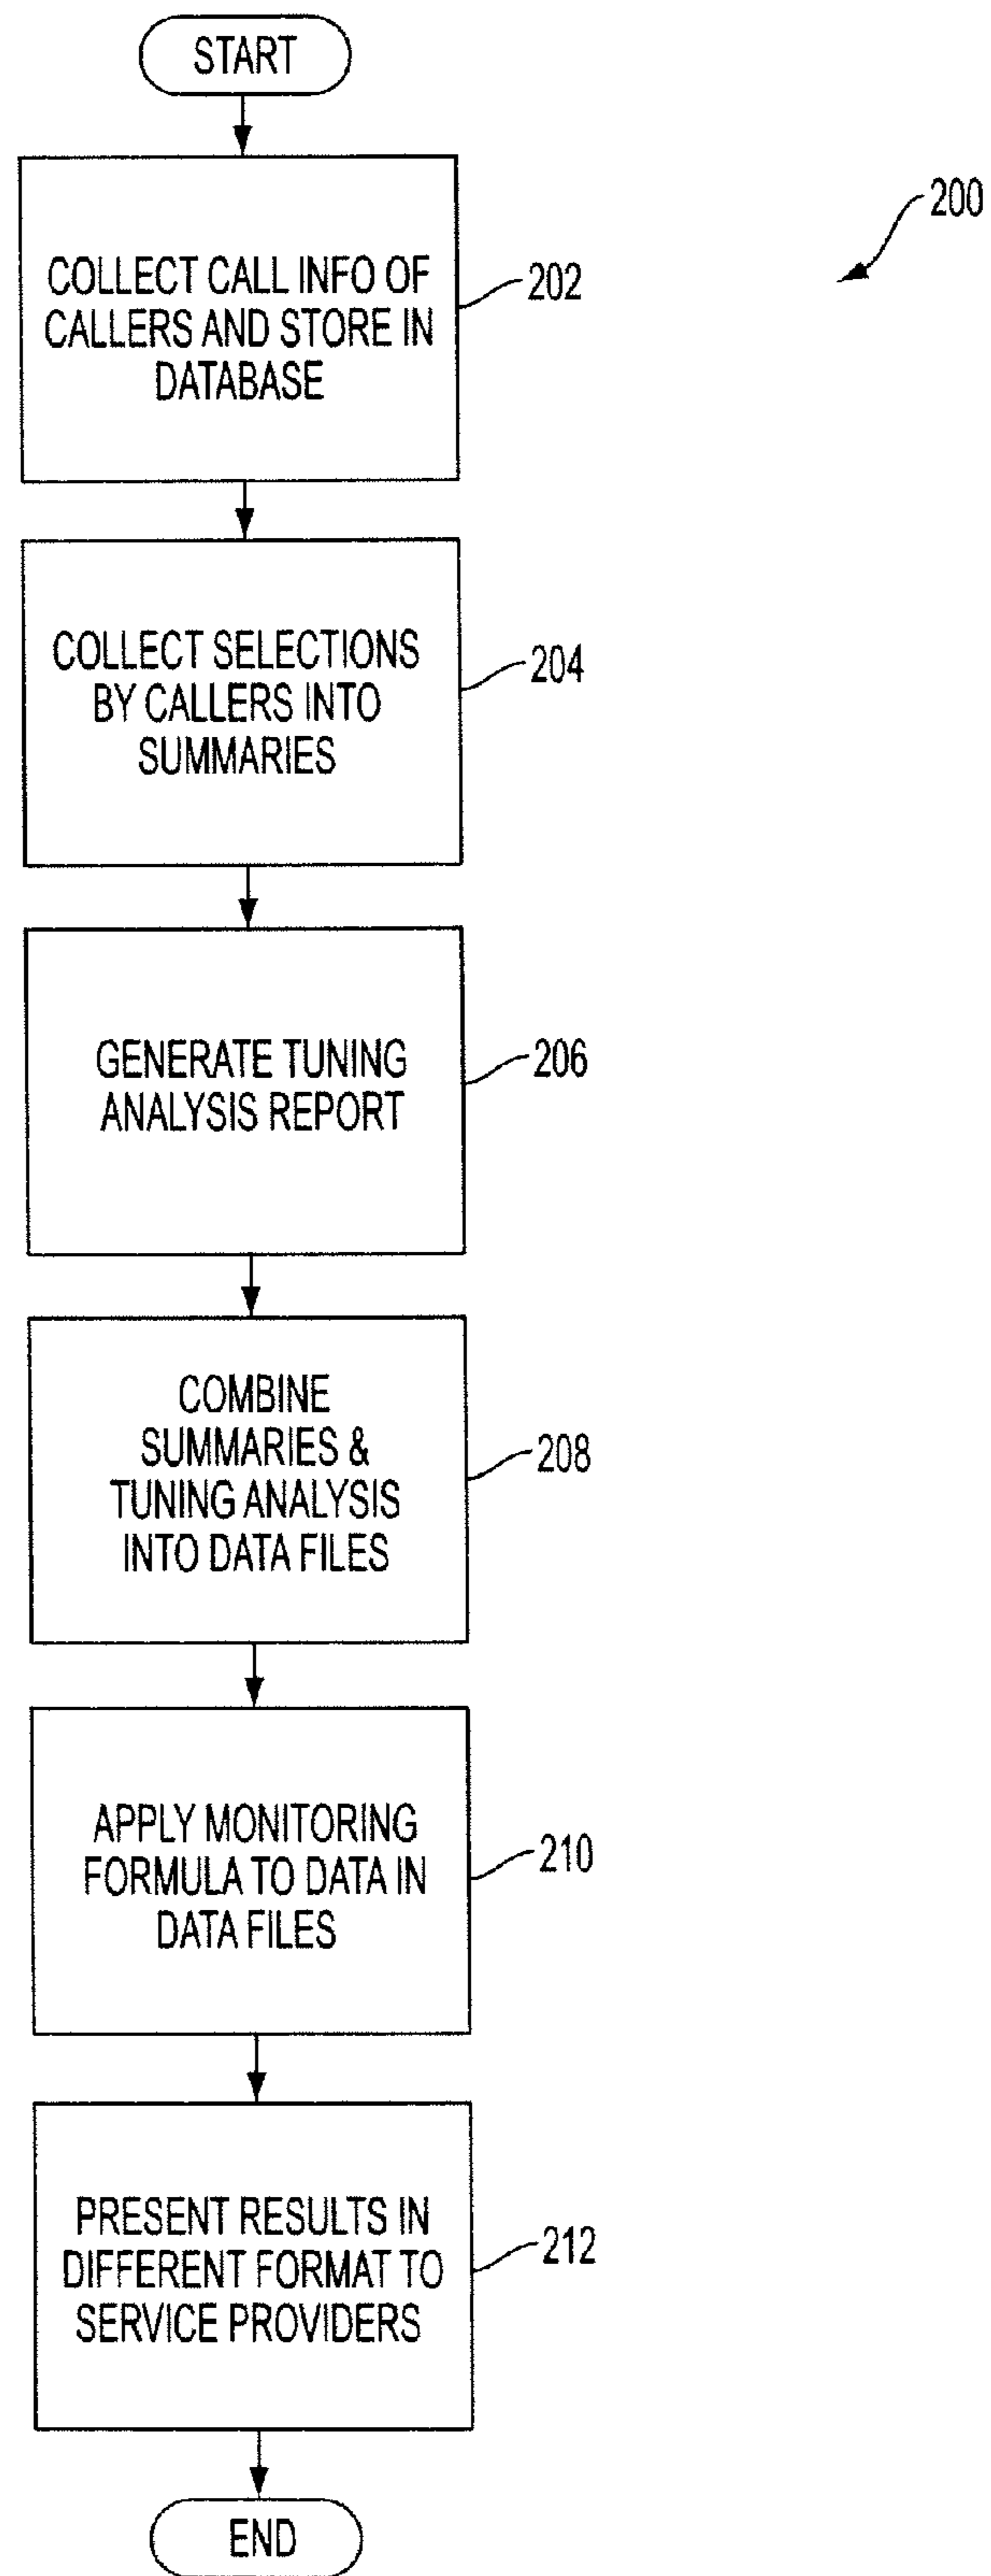 START
200
COLLECT CALL INFO OF
CALLERS AND STORE IN
DATABASE
202
COLLECT SELECTIONS
BY CALLERS INTO
SUMMARIES
204
GENERATE TUNING
ANALYSIS REPORT
206
COMBINE
SUMMARIES &
TUNING ANALYSIS
INTO DATA FILES
208
APPLY MONITORING
FORMULA TO DATA IN
DATA FILES
210
PRESENT RESULTS IN
DIFFERENT FORMAT TO
SERVICE PROVIDERS
212
END